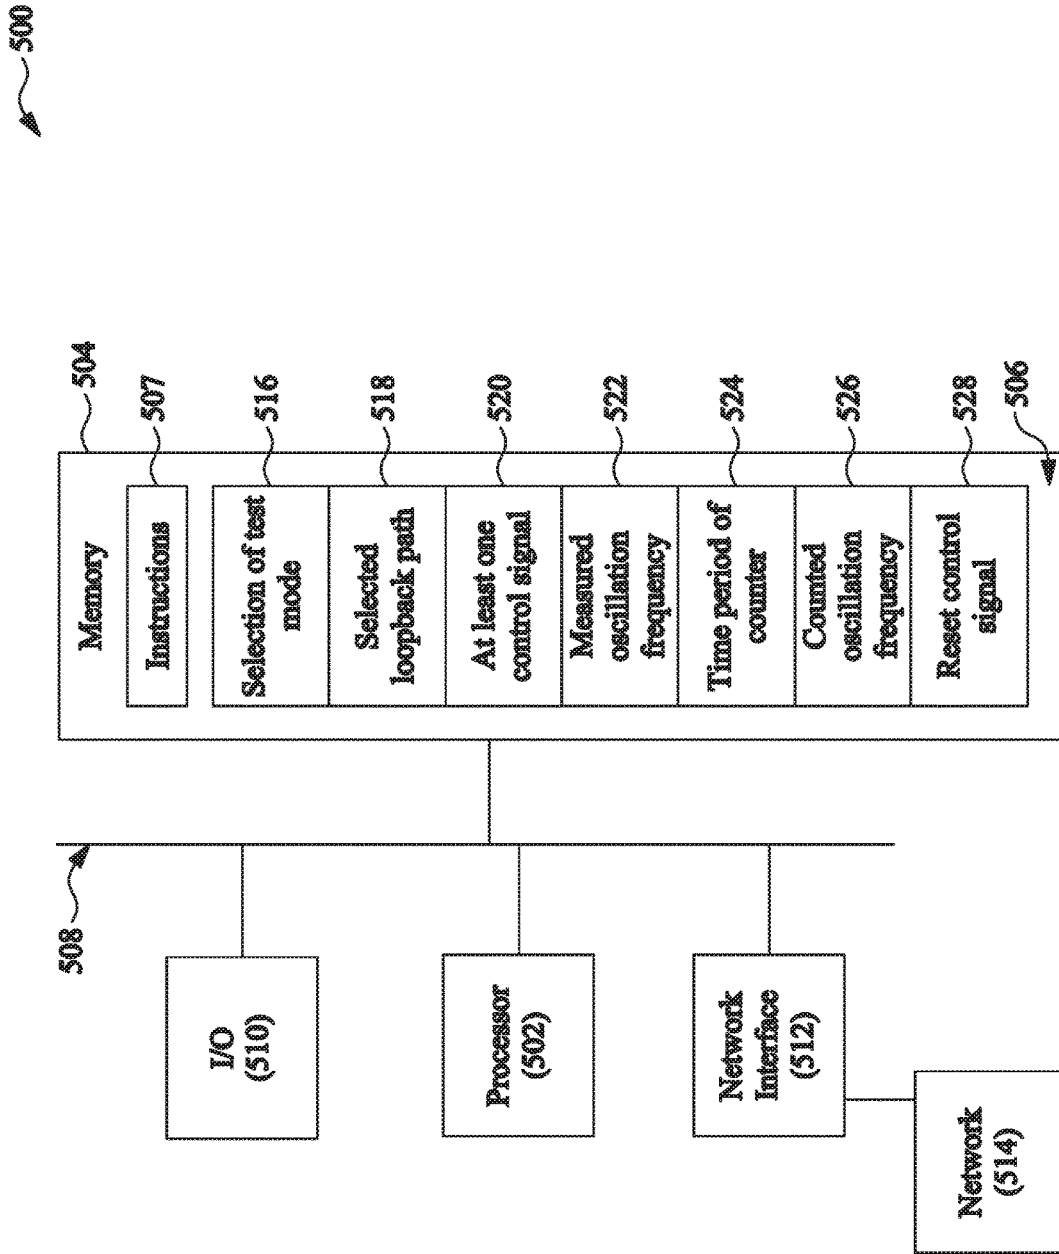 500
504
Memory
Instructions
507
Selection of test
mode
516
Selected
loopback path
518
At least one
control signal
520
Measured
oscillation
frequency
522
Time period of
counter
524
Counted
oscillation
frequency
526
Reset control
signal
528
506
508
I/O
(510)
Processor
(502)
Network
Interface
(512)
Network
(514)